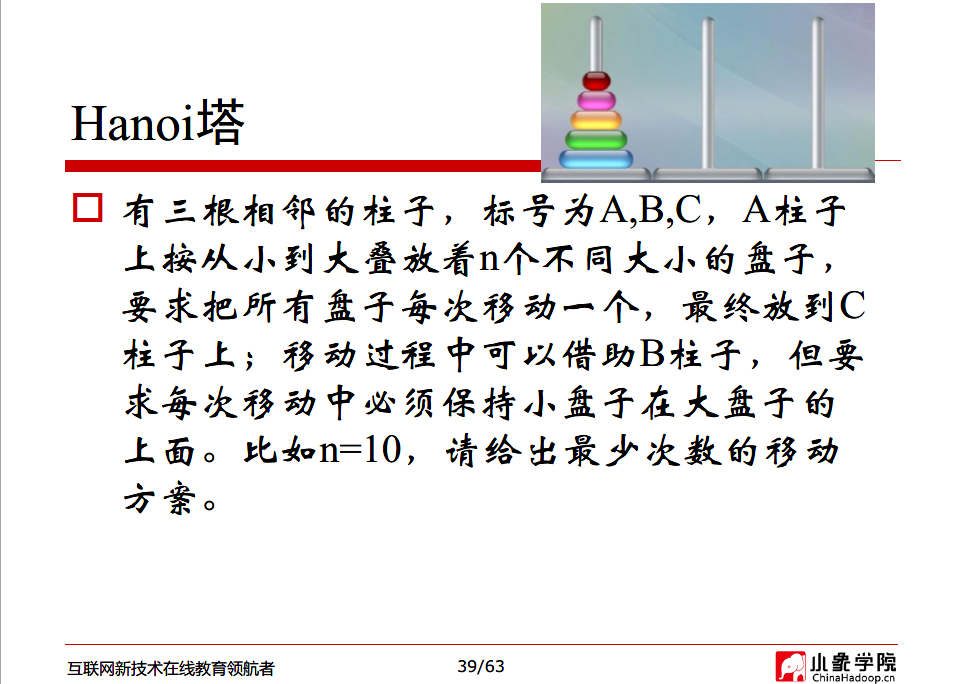 Hanoi塔
有三根相邻的柱子，标号为A,B,C，A柱子
上按从小到大叠放着n个不同大小的盘子，
要求把所有盘子每次移动一个，最终放到C
柱子上；移动过程中可以借助B柱子，但要
求每次移动中必须保持小盘子在大盘子的
上面。比如n=10，请给出最少次数的移动
方案。
互联网新技术在线教育领航者
39/63
小象学院
ChinaHadoop.cn